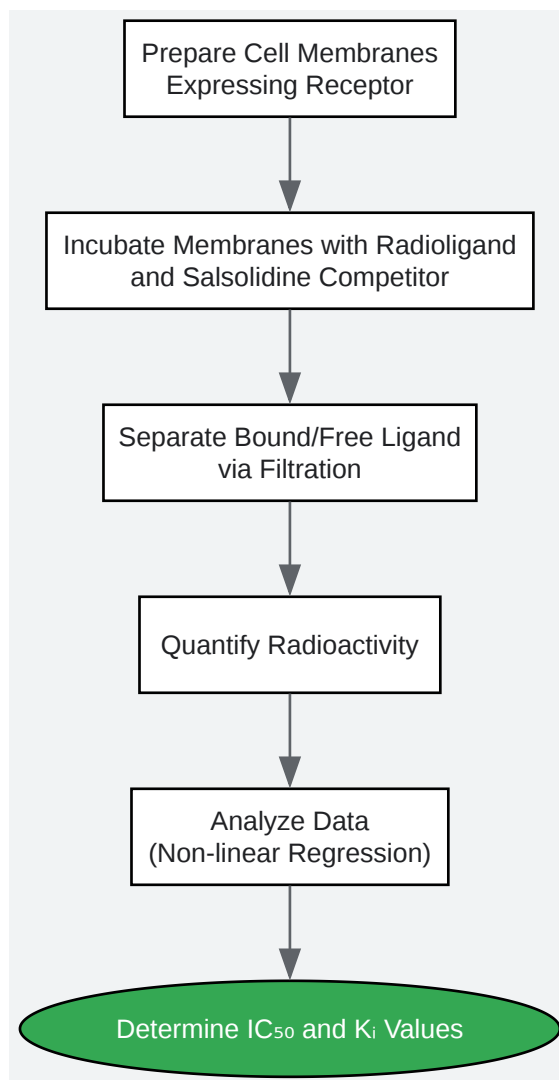 Prepare Cell Membranes
Expressing Receptor
Incubate Membranes with Radioligand
and Salsolidine Competitor
Separate Bound/Free Ligand
via Filtration
Quantify Radioactivity
Analyze Data
(Non-linear Regression)
Determine IC₅₀ and Kᵢ Values